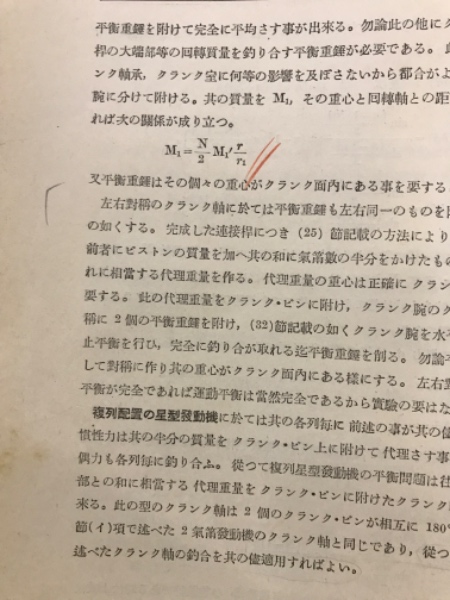 平衡重錘を附けて完全に平均さす事が出來る。勿論此の他にク
桿の大端部等の回轉質量を釣り合す平衡重錘が必要である。
ンク軸承, クランク室に何等の影響を及ぼさないから都合がよ
腕に分けて附ける。其の質量を M₁, その重心と回轉軸との距
れば次の關係が成り立つ。
M₁ = N/2 M₁′ r/r₁
又平衡重錘はその個々の重心がクランク面內にある事を要する
左右對稱のクランク軸に於ては平衡重錘も左右同一のものを
の如くする。完成した連接桿につき (25) 節記載の方法により
前者にピストンの質量を加へ其の和に氣筩數の半分をかけたもの
れに相當する代理重量を作る。代理重量の重心は正確にクラン
要する。此の代理重量をクランク・ピンに附け, クランク腕のク
稱に 2 個の平衡重錘を附け, (32)節記載の如くクランク腕を水
止平衡を行ひ, 完全に釣り合が取れる迄平衡重錘を削る。勿論
して對稱に作り其の重心がクランク面內にある樣にする。左右對
平衡が完全であれば運動平衡は當然完全であるから實驗の要はな
複列配置の星型發動機に於ては其の各列每に前述の事が其の儘
慣性力は其の半分の質量をクランク・ピン上に附けて代理さす事
偶力も各列每に釣り合ふ。從つて複列星型發動機の平衡問題は
部との和に相當する代理重量をクランク・ピンに附けたクランク
來る。此の型のクランク軸は 2 個のクランク・ピンが相互に 180°
節(イ)項で述べた 2 氣筩發動機のクランク軸と同じであり, 從つ
述べたクランク軸の釣合を其の儘適用すればよい。